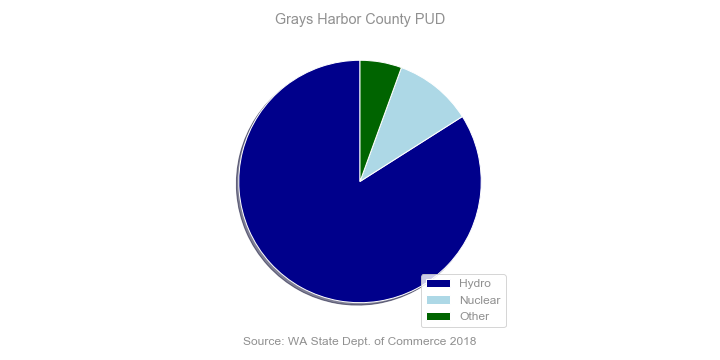 Grays Harbor County PUD
Hydro
Nuclear
Other
Source: WA State Dept. of Commerce 2018